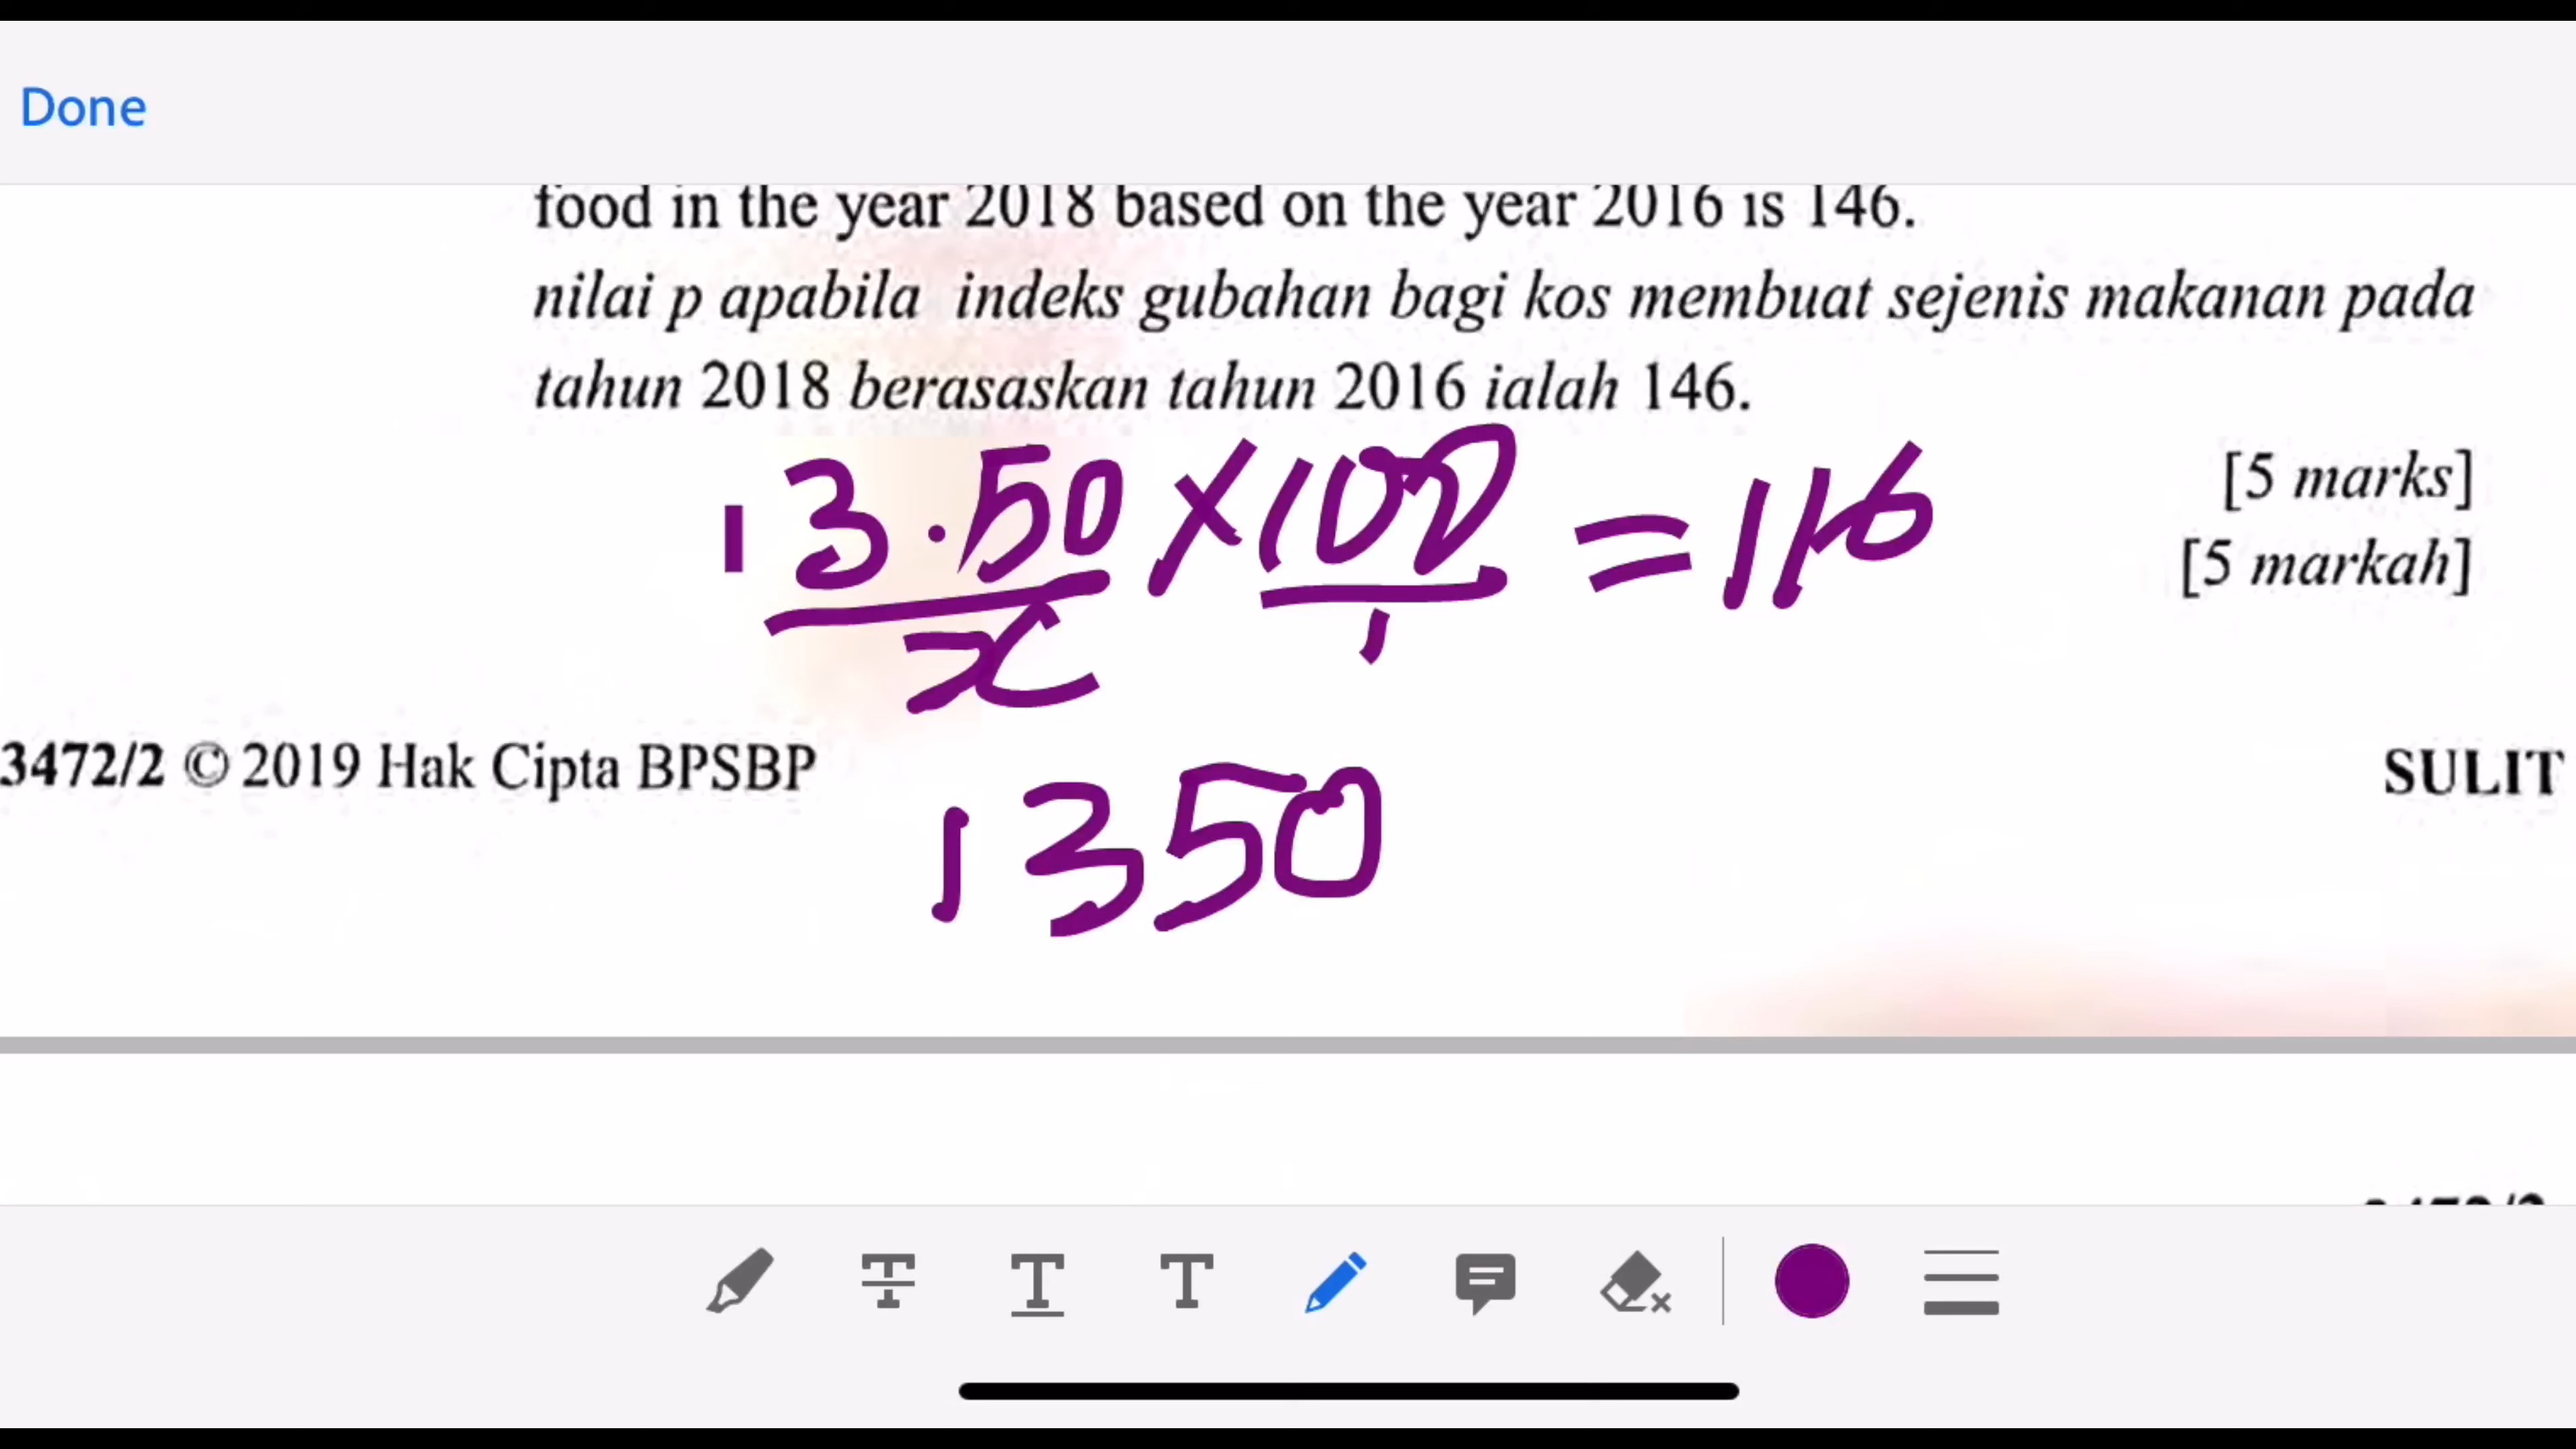 Done
food in the year 2018 based on the year 2016 is 146.
nilai p apabila indeks gubahan bagi kos membuat sejenis makanan pada
tahun 2018 berasaskan tahun 2016 ialah 146.
[5 marks]
[5 markah]
13.50/x × 100/1 = 116
3472/2 © 2019 Hak Cipta BPSBP
SULIT
1350